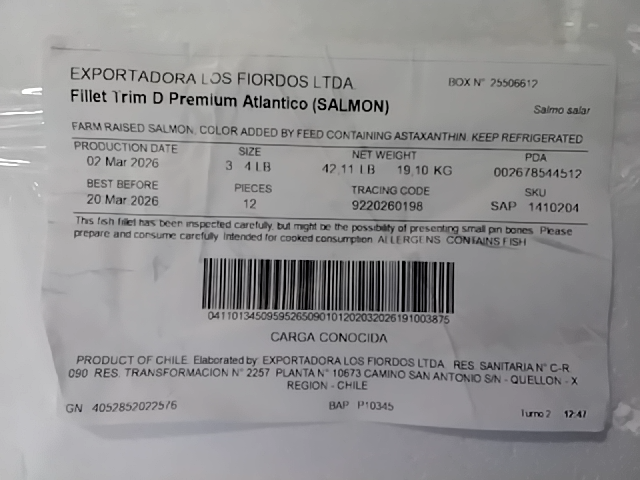 EXPORTADORA LOS FIORDOS LTDA.
BOX N° 25506612
Fillet Trim D Premium Atlantico (SALMON)
Salmo salar
FARM RAISED SALMON, COLOR ADDED BY FEED CONTAINING ASTAXANTHIN. KEEP REFRIGERATED
PRODUCTION DATE SIZE NET WEIGHT PDA
02 Mar 2026 3 4 LB 42,11 LB 19,10 KG 002678544512
BEST BEFORE PIECES TRACING CODE SKU
20 Mar 2026 12 9220260198 SAP 1410204
This fish fillet has been inspected carefully, but might be the possibility of presenting small pin bones. Please
prepare and consume carefully. Intended for cooked consumption. ALLERGENS: CONTAINS FISH
04110134509595265090101202032026191003875
CARGA CONOCIDA
PRODUCT OF CHILE. Elaborated by: EXPORTADORA LOS FIORDOS LTDA. RES. SANITARIA N° C-R
090 RES. TRANSFORMACION N° 2257 PLANTA N° 10673 CAMINO SAN ANTONIO S/N - QUELLON - X
REGION - CHILE
GN 4052852022576 BAP P10345 Turno 2 12:47